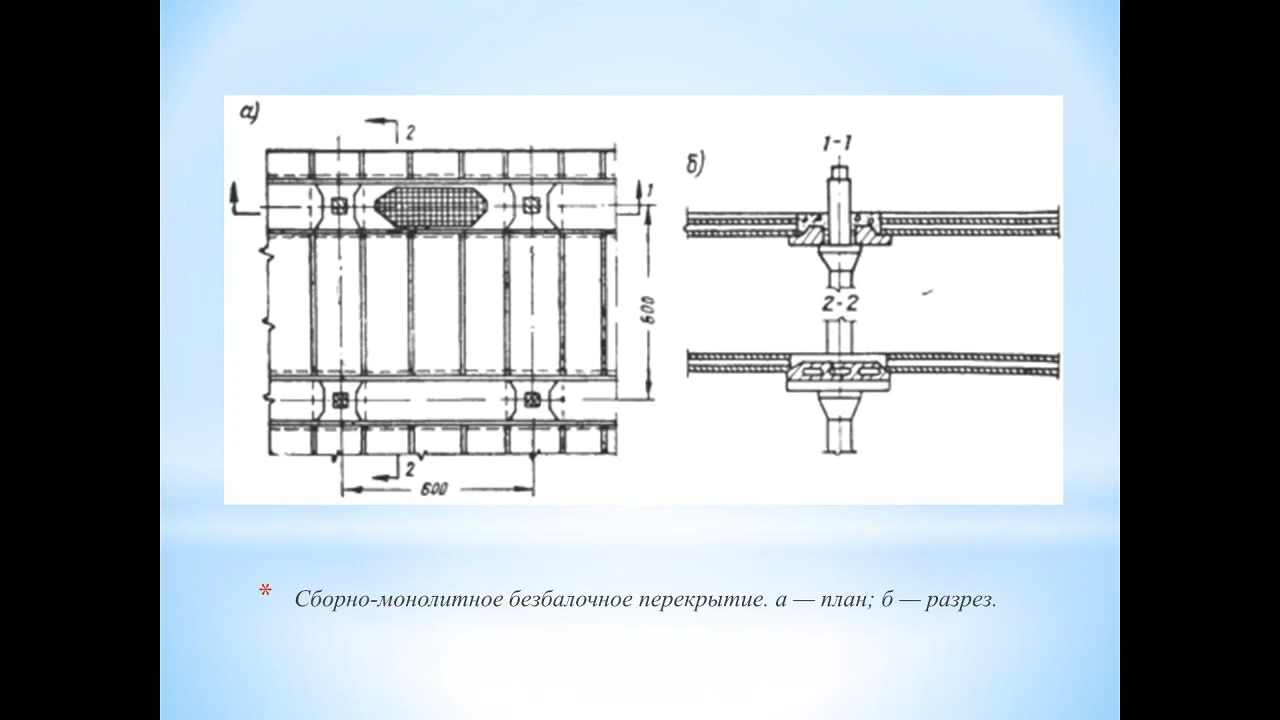 а)
2
1
600
2
600
б)
1-1
2-2
* Сборно-монолитное безбалочное перекрытие. а — план; б — разрез.